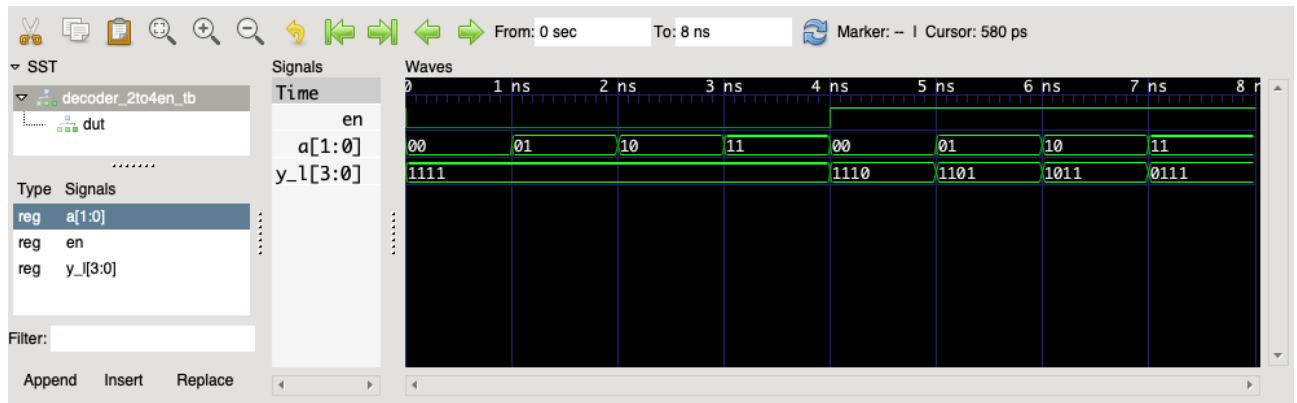 From: 0 sec To: 8 ns Marker: -- | Cursor: 580 ps
SST
decoder_2to4en_tb
dut
Type Signals
reg a[1:0]
reg en
reg y_l[3:0]
Filter:
Append Insert Replace
Signals
Time
en
a[1:0]
y_l[3:0]
Waves
0 1 ns 2 ns 3 ns 4 ns 5 ns 6 ns 7 ns 8
00 01 10 11 00 01 10 11
1111 1110 1101 1011 0111